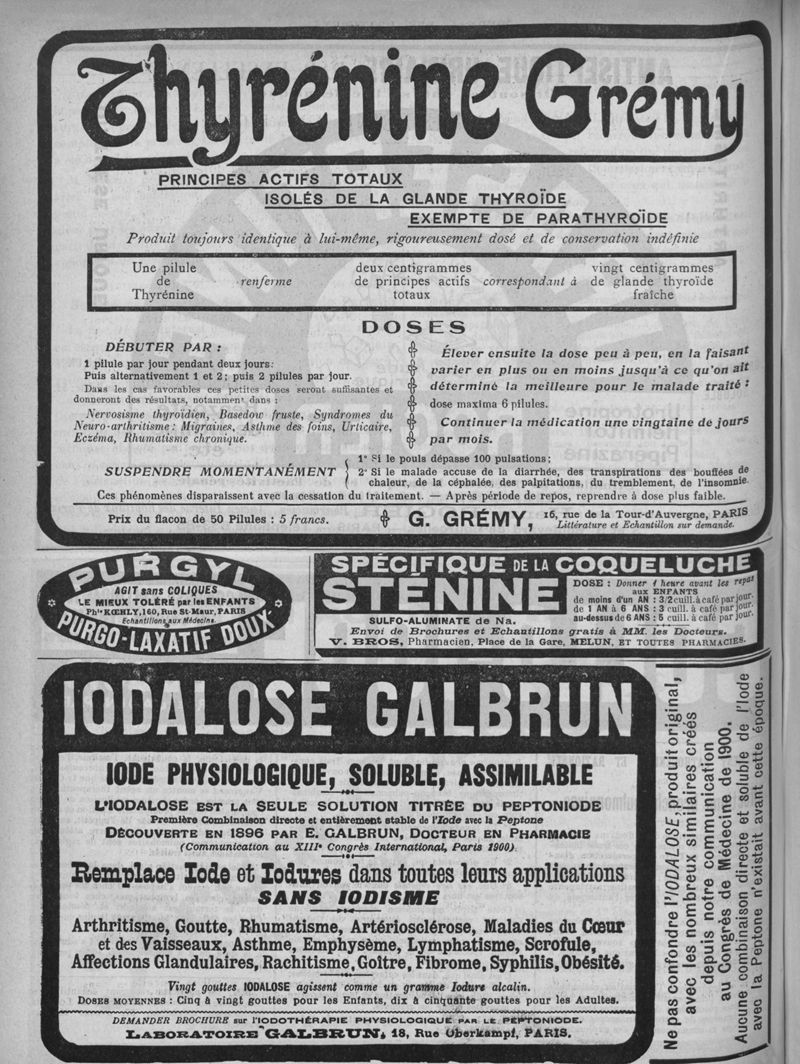 Thyrénine Grémy
PRINCIPES ACTIFS TOTAUX
ISOLÉS DE LA GLANDE THYROÏDE
EXEMPTE DE PARATHYROÏDE
Produit toujours identique à lui-même, rigoureusement dosé et de conservation indéfinie
Une pilule de Thyrénine renferme deux centigrammes de principes actifs totaux correspondant à vingt centigrammes de glande thyroïde fraîche
DOSES
DÉBUTER PAR :
1 pilule par jour pendant deux jours:
Puis alternativement 1 et 2; puis 2 pilules par jour.
Dans les cas favorables ces petites doses seront suffisantes et
donneront des résultats, notamment dans :
Nervosisme thyroïdien, Basedow fruste, Syndromes du
Neuro-arthritisme : Migraines, Asthme des foins, Urticaire,
Eczéma, Rhumatisme chronique.
Élever ensuite la dose peu à peu, en la faisant
varier en plus ou en moins jusqu'à ce qu'on ait
déterminé la meilleure pour le malade traité :
dose maxima 6 pilules.
Continuer la médication une vingtaine de jours
par mois.
SUSPENDRE MOMENTANÉMENT
1° Si le pouls dépasse 100 pulsations;
2° Si le malade accuse de la diarrhée, des transpirations des bouffées de
chaleur, de la céphalée, des palpitations, du tremblement, de l'insomnie.
Ces phénomènes disparaissent avec la cessation du traitement. — Après période de repos, reprendre à dose plus faible.
Prix du flacon de 50 Pilules : 5 francs.
G. GRÉMY, 16, rue de la Tour-d'Auvergne, PARIS
Littérature et Echantillon sur demande.
PURGYL
AGIT sans COLIQUES
LE MIEUX TOLÉRÉ par les ENFANTS
Phie KŒHLY, 160, Rue St-Maur, PARIS
Echantillons aux Médecins.
PURGO-LAXATIF DOUX
SPÉCIFIQUE DE LA COQUELUCHE
STÉNINE
SULFO-ALUMINATE de Na.
DOSE : Donner 1 heure avant les repas
aux ENFANTS
de moins d'un AN : 3/2 cuill. à café par jour.
de 1 AN à 6 ANS : 3 cuill. à café par jour.
au-dessus de 6 ANS : 5 cuill. à café par jour.
Envoi de Brochures et Echantillons gratis à MM. les Docteurs.
V. BROS, Pharmacien, Place de la Gare, MELUN, ET TOUTES PHARMACIES.
IODALOSE GALBRUN
IODE PHYSIOLOGIQUE, SOLUBLE, ASSIMILABLE
L'IODALOSE EST LA SEULE SOLUTION TITRÉE DU PEPTONIODE
Première Combinaison directe et entièrement stable de l'Iode avec la Peptone
DÉCOUVERTE EN 1896 PAR E. GALBRUN, DOCTEUR EN PHARMACIE
(Communication au XIIIe Congrès International, Paris 1900).
Remplace Iode et Iodures dans toutes leurs applications
SANS IODISME
Arthritisme, Goutte, Rhumatisme, Artériosclérose, Maladies du Cœur
et des Vaisseaux, Asthme, Emphysème, Lymphatisme, Scrofule,
Affections Glandulaires, Rachitisme, Goître, Fibrome, Syphilis, Obésité.
Vingt gouttes IODALOSE agissent comme un gramme Iodure alcalin.
DOSES MOYENNES : Cinq à vingt gouttes pour les Enfants, dix à cinquante gouttes pour les Adultes.
DEMANDER BROCHURE sur l'IODOTHÉRAPIE PHYSIOLOGIQUE PAR LE PEPTONIODE.
LABORATOIRE GALBRUN, 18, Rue Oberkampf, PARIS.
Ne pas confondre l'IODALOSE, produit original,
avec les nombreux similaires créés
depuis notre communication
au Congrès de Médecine de 1900.
Aucune combinaison directe et soluble de l'Iode
avec la Peptone n'existait avant cette époque.